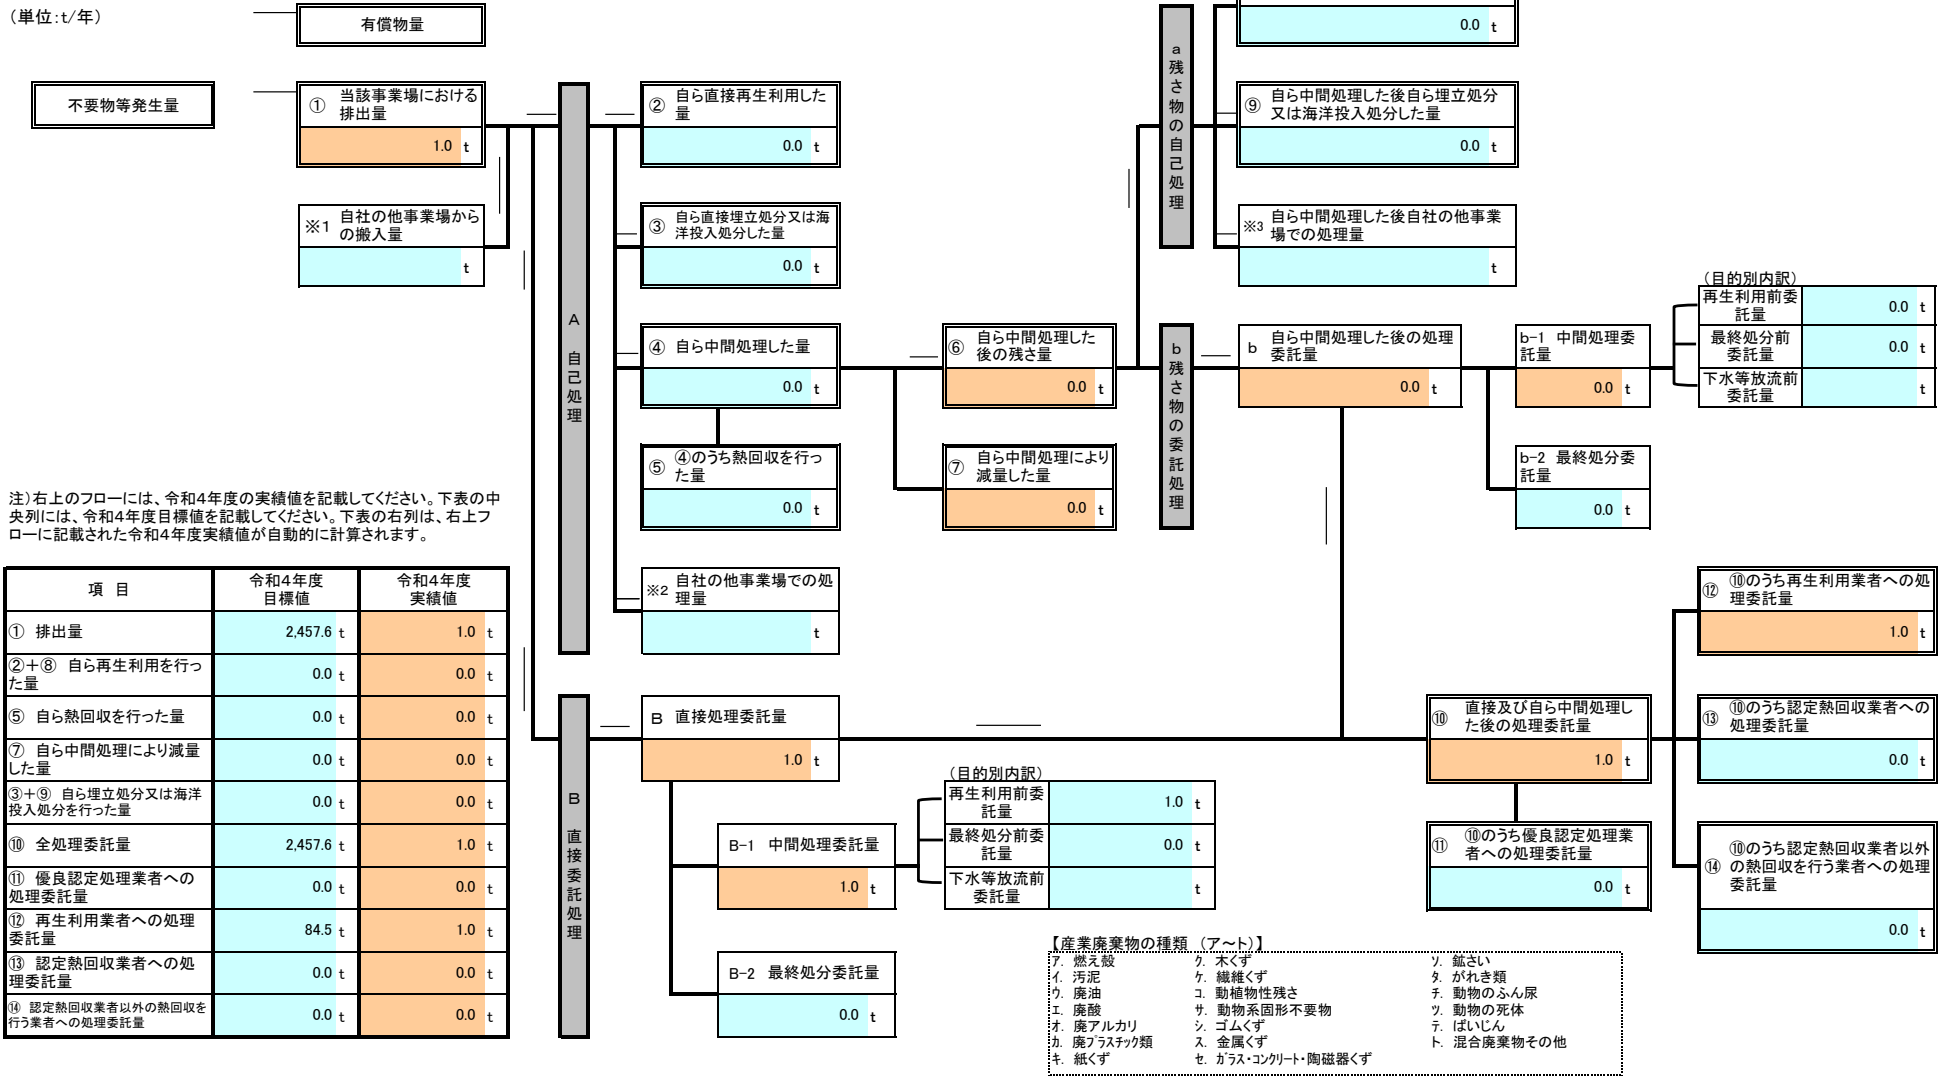 （単位：t/年）
有償物量
0.0 t
不要物等発生量
① 当該事業場における
排出量
1.0 t
※1 自社の他事業場から
の搬入量
t
A
自己処理
② 自ら直接再生利用した
量
0.0 t
③ 自ら直接埋立処分又は海
洋投入処分した量
0.0 t
④ 自ら中間処理した量
0.0 t
⑤ ④のうち熱回収を行っ
た量
0.0 t
※2 自社の他事業場での処
理量
t
⑥ 自ら中間処理した
後の残さ量
0.0 t
⑦ 自ら中間処理により
減量した量
0.0 t
a残さ物の自己処理
⑨ 自ら中間処理した後自ら埋立処分
又は海洋投入処分した量
0.0 t
※3 自ら中間処理した後自社の他事業
場での処理量
t
b残さ物の委託処理
b 自ら中間処理した後の処理
委託量
0.0 t
b-1 中間処理委
託量
0.0 t
b-2 最終処分委
託量
0.0 t
（目的別内訳）
再生利用前委
託量
0.0 t
最終処分前
委託量
0.0 t
下水等放流前
委託量
t
注）右上のフローには、令和4年度の実績値を記載してください。下表の中
央列には、令和4年度目標値を記載してください。下表の右列は、右上フ
ローに記載された令和4年度実績値が自動的に計算されます。
項 目
令和4年度
目標値
令和4年度
実績値
① 排出量 2,457.6 t 1.0 t
②＋⑧ 自ら再生利用を行っ
た量
0.0 t 0.0 t
⑤ 自ら熱回収を行った量 0.0 t 0.0 t
⑦ 自ら中間処理により減量
した量
0.0 t 0.0 t
③＋⑨ 自ら埋立処分又は海洋
投入処分を行った量
0.0 t 0.0 t
⑩ 全処理委託量 2,457.6 t 1.0 t
⑪ 優良認定処理業者への
処理委託量
0.0 t 0.0 t
⑫ 再生利用業者への処理
委託量
84.5 t 1.0 t
⑬ 認定熱回収業者への処
理委託量
0.0 t 0.0 t
⑭ 認定熱回収業者以外の熱回収を
行う業者への処理委託量
0.0 t 0.0 t
B
直接委託処理
B 直接処理委託量
1.0 t
B-1 中間処理委託量
1.0 t
B-2 最終処分委託量
0.0 t
（目的別内訳）
再生利用前委
託量
1.0 t
最終処分前委
託量
0.0 t
下水等放流前
委託量
t
⑩ 直接及び自ら中間処理し
た後の処理委託量
1.0 t
⑪ ⑩のうち優良認定処理業
者への処理委託量
0.0 t
⑫ ⑩のうち再生利用業者への処
理委託量
1.0 t
⑬ ⑩のうち認定熱回収業者への
処理委託量
0.0 t
⑭ ⑩のうち認定熱回収業者以外
の熱回収を行う業者への処理
委託量
0.0 t
【産業廃棄物の種類 （ア～ト）】
ア. 燃え殻
イ. 汚泥
ウ. 廃油
エ. 廃酸
オ. 廃アルカリ
カ. 廃プラスチック類
キ. 紙くず
ク. 木くず
ケ. 繊維くず
コ. 動植物性残さ
サ. 動物系固形不要物
シ. ゴムくず
ス. 金属くず
セ. ガラス・コンクリート・陶磁器くず
ソ. 鉱さい
タ. がれき類
チ. 動物のふん尿
ツ. 動物の死体
テ. ばいじん
ト. 混合廃棄物その他